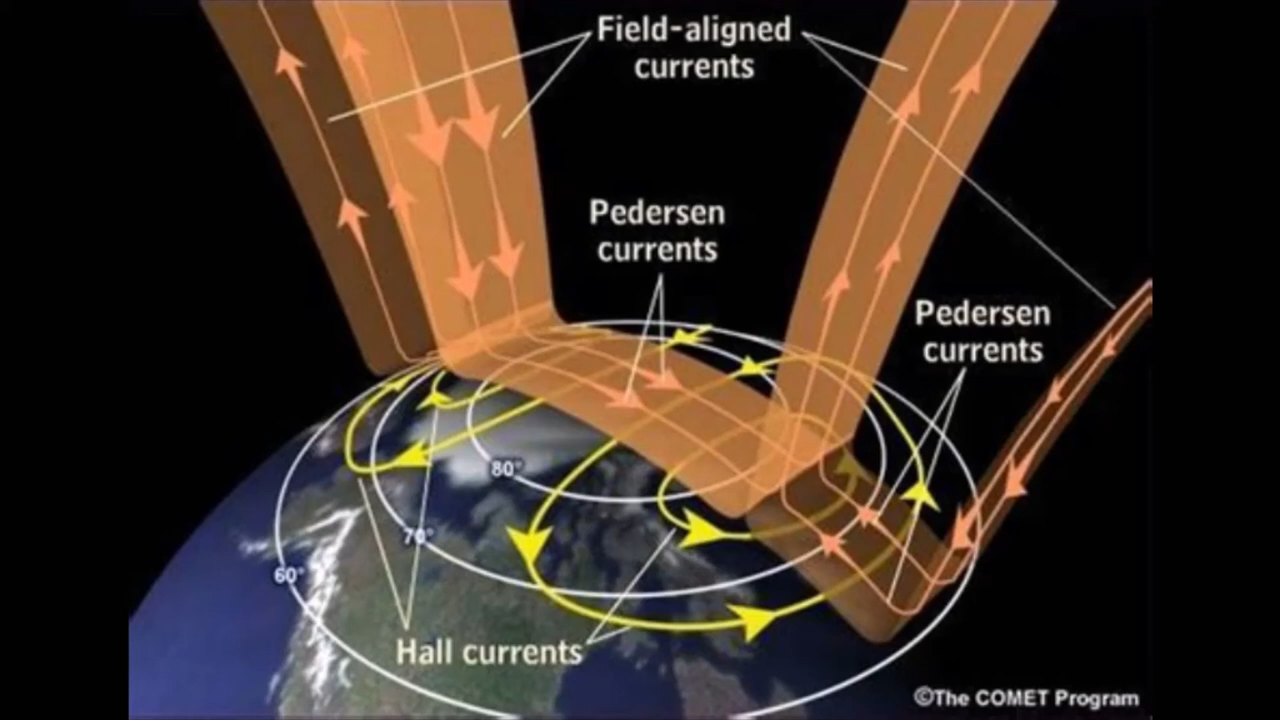 Field-aligned
currents
Pedersen
currents
Pedersen
currents
80°
70°
60°
Hall currents
©The COMET Program